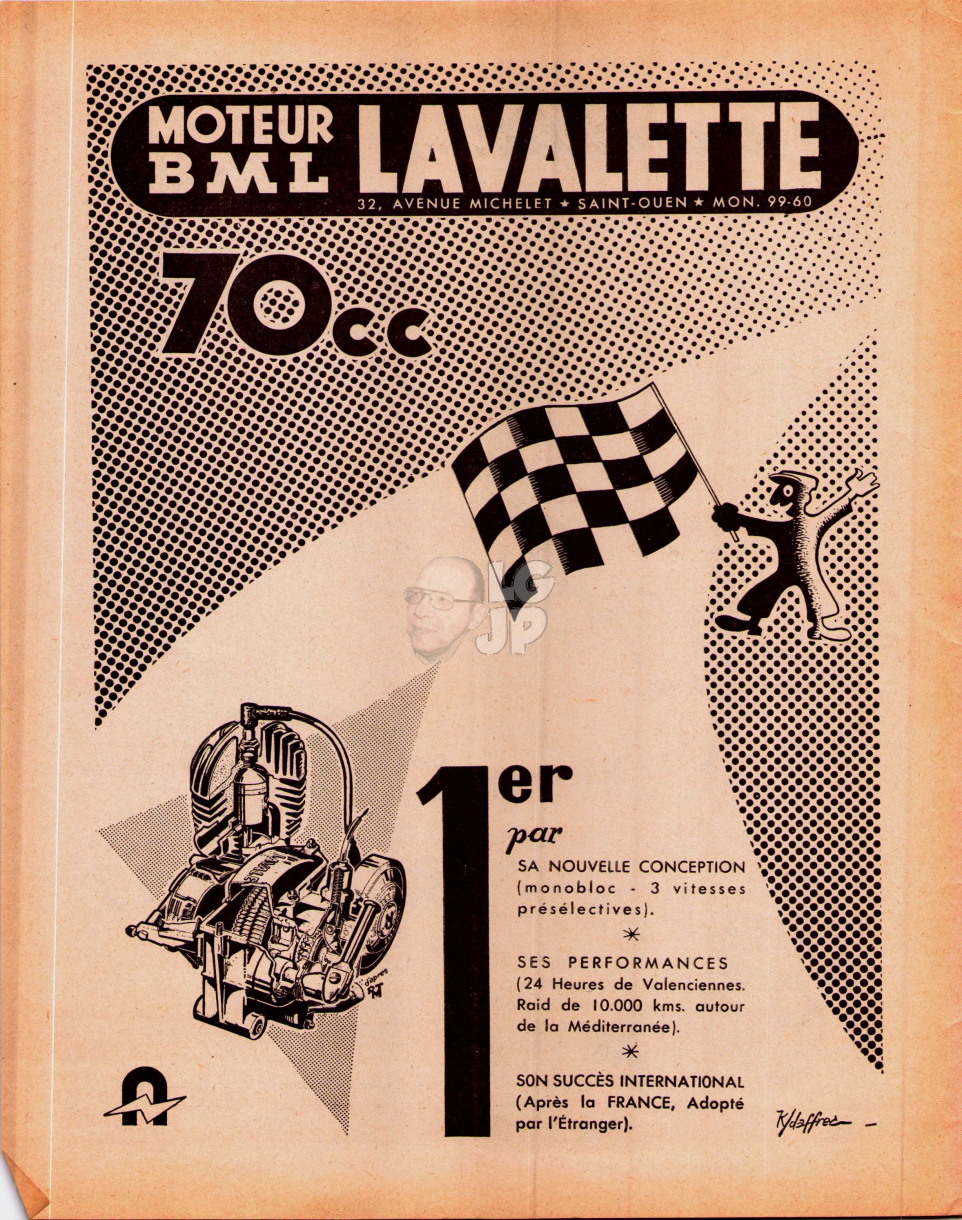 MOTEUR
BML
LAVALETTE
32, AVENUE MICHELET ★ SAINT-OUEN ★ MON. 99-60
70cc
LG
JP
1er
par
SA NOUVELLE CONCEPTION
(monobloc - 3 vitesses
présélectives).
SES PERFORMANCES
(24 Heures de Valenciennes.
Raid de 10.000 kms. autour
de la Méditerranée).
SON SUCCÈS INTERNATIONAL
(Après la FRANCE, Adopté
par l'Étranger).
d'après